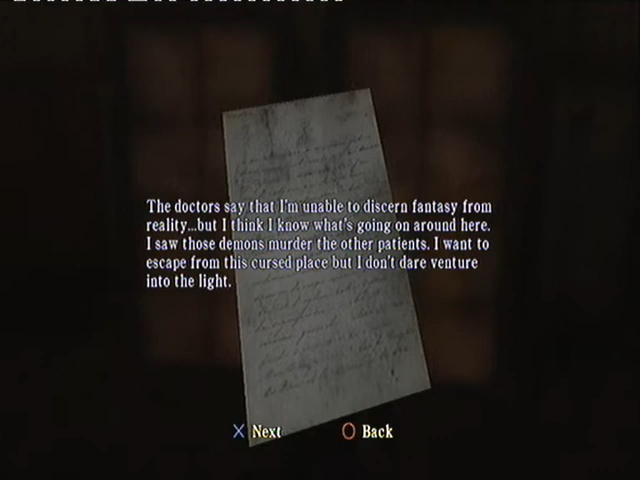 The doctors say that I'm unable to discern fantasy from
reality...but I think I know what's going on around here.
I saw those demons murder the other patients. I want to
escape from this cursed place but I don't dare venture
into the light.
X Next O Back